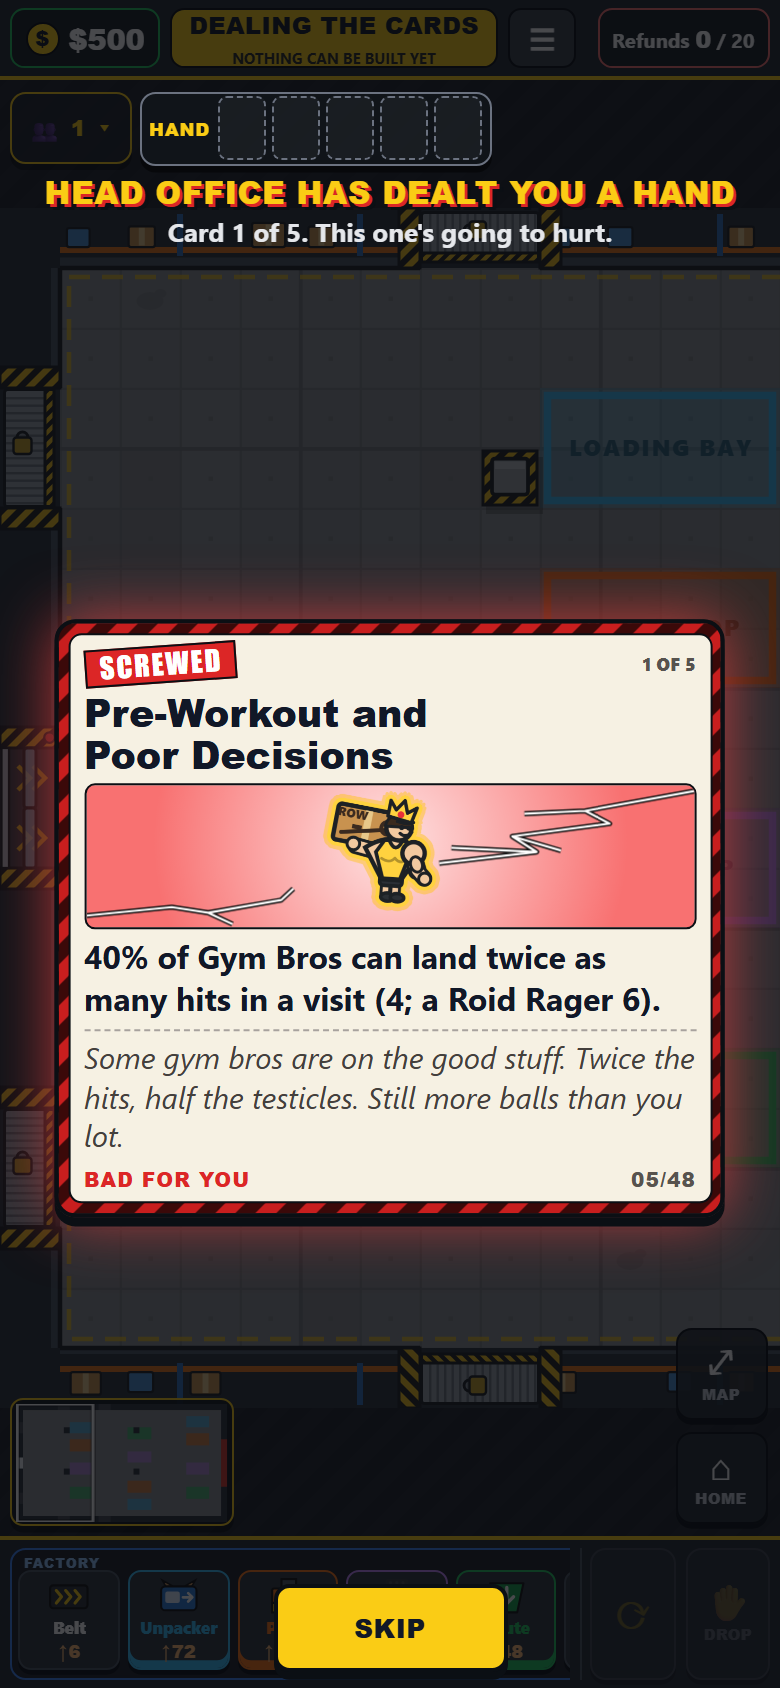 $500
DEALING THE CARDS
NOTHING CAN BE BUILT YET
Refunds 0 / 20
1
HAND
HEAD OFFICE HAS DEALT YOU A HAND
Card 1 of 5. This one's going to hurt.
LOADING BAY
P
SCREWED
1 OF 5
Pre-Workout and
Poor Decisions
ROW
40% of Gym Bros can land twice as
many hits in a visit (4; a Roid Rager 6).
Some gym bros are on the good stuff. Twice the
hits, half the testicles. Still more balls than you
lot.
BAD FOR YOU
05/48
MAP
HOME
FACTORY
Belt
↑6
Unpacker
↑72
SKIP
DROP